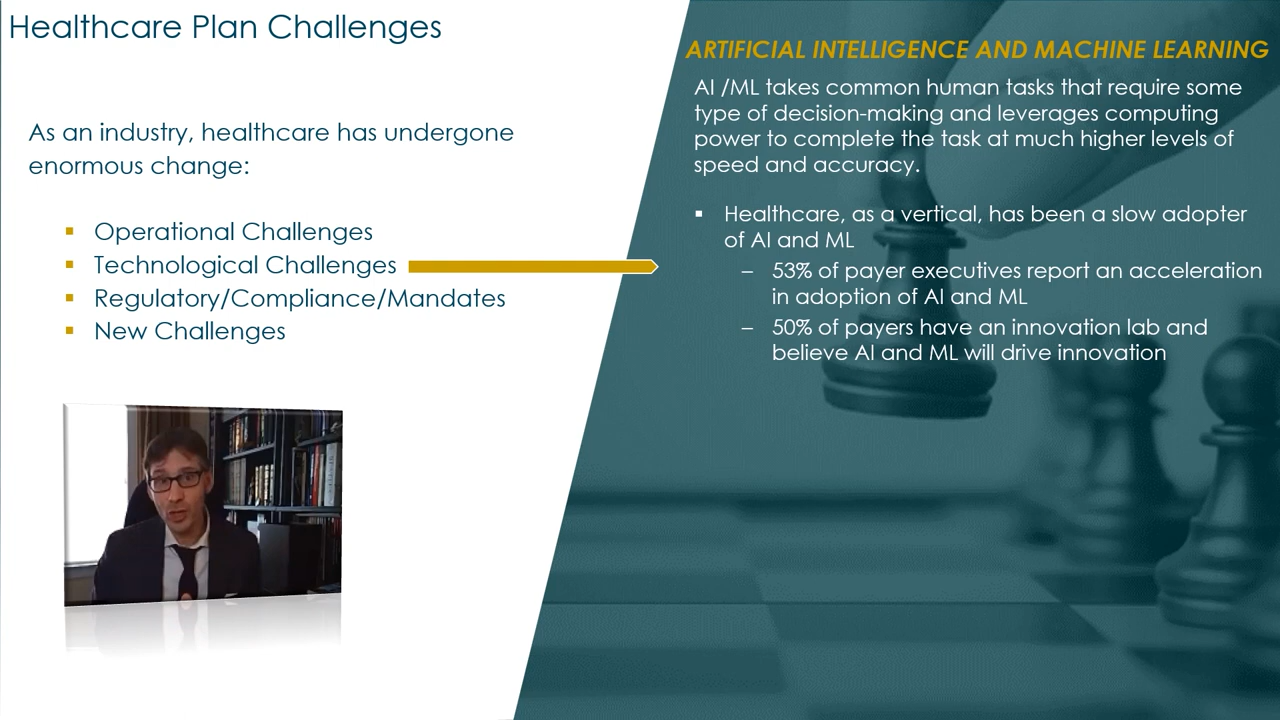 Healthcare Plan Challenges
As an industry, healthcare has undergone
enormous change:
▪ Operational Challenges
▪ Technological Challenges
▪ Regulatory/Compliance/Mandates
▪ New Challenges
ARTIFICIAL INTELLIGENCE AND MACHINE LEARNING
AI /ML takes common human tasks that require some
type of decision-making and leverages computing
power to complete the task at much higher levels of
speed and accuracy.
▪ Healthcare, as a vertical, has been a slow adopter
of AI and ML
– 53% of payer executives report an acceleration
in adoption of AI and ML
– 50% of payers have an innovation lab and
believe AI and ML will drive innovation